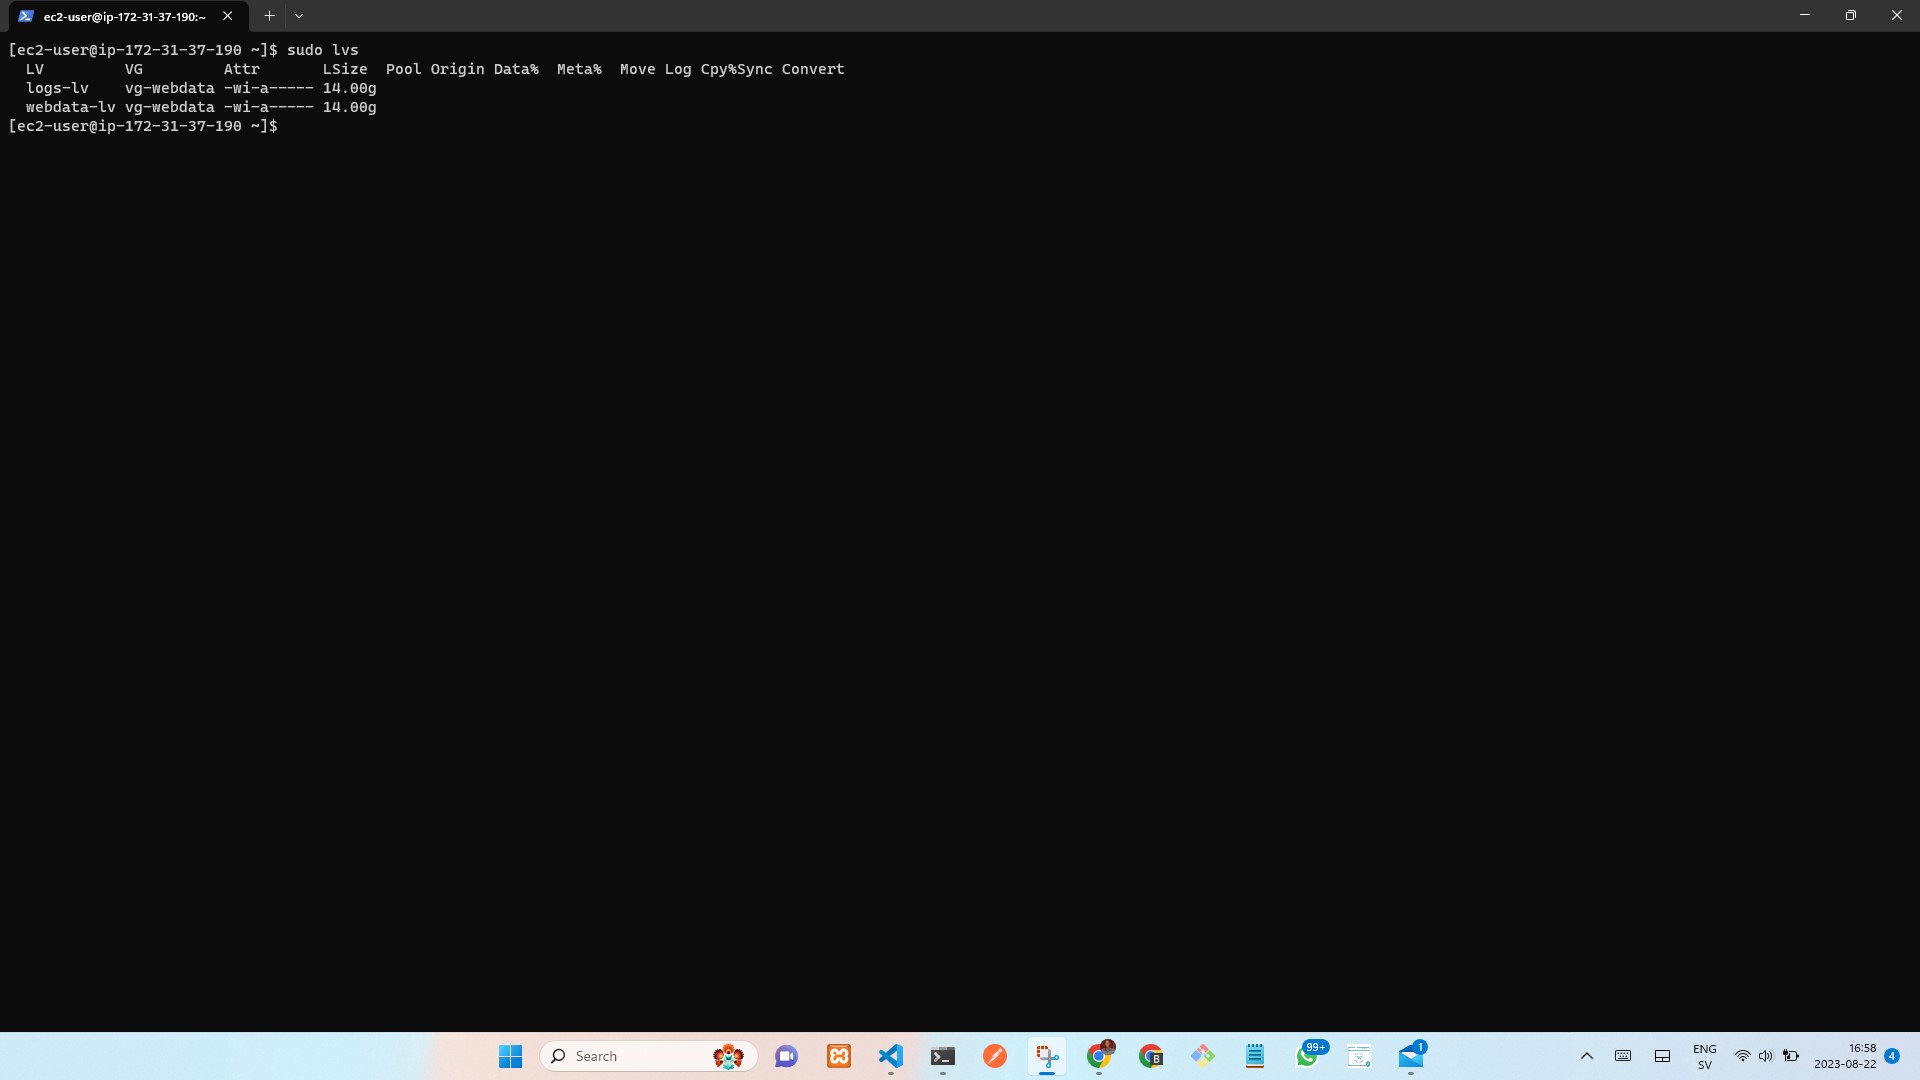 ec2-user@ip-172-31-37-190:~
[ec2-user@ip-172-31-37-190 ~]$ sudo lvs
  LV         VG          Attr       LSize  Pool Origin Data%  Meta%  Move Log Cpy%Sync Convert
  logs-lv    vg-webdata -wi-a----- 14.00g
  webdata-lv vg-webdata -wi-a----- 14.00g
[ec2-user@ip-172-31-37-190 ~]$
Search
B
99+
1
ENG
SV
16:58
2023-08-22
4